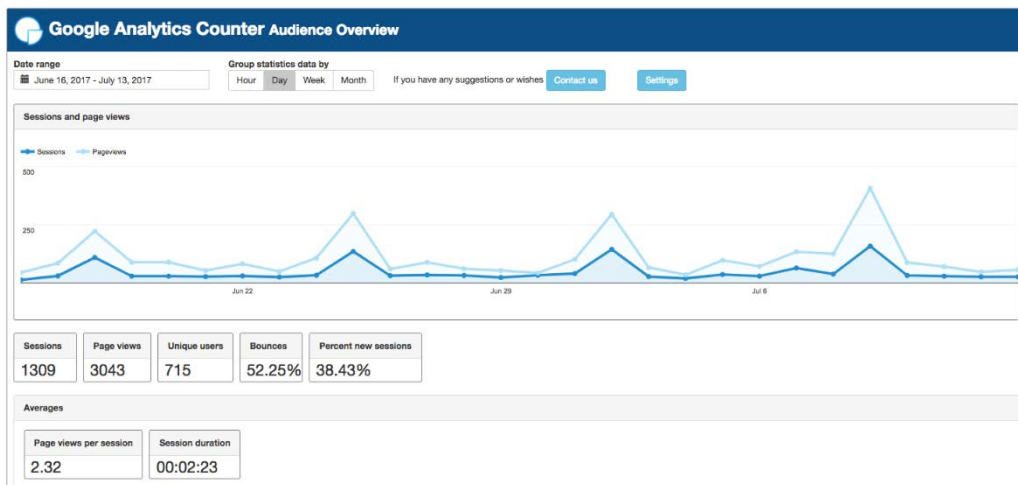 Google Analytics Counter Audience Overview
Date range
Group statistics data by
June 16, 2017 - July 13, 2017
Hour Day Week Month
If you have any suggestions or wishes Contact us
Settings
Sessions and page views
Sessions Pageviews
500
250
Jun 22 Jun 29 Jul 6
Sessions Page views Unique users Bounces Percent new sessions
1309 3043 715 52.25% 38.43%
Averages
Page views per session Session duration
2.32 00:02:23